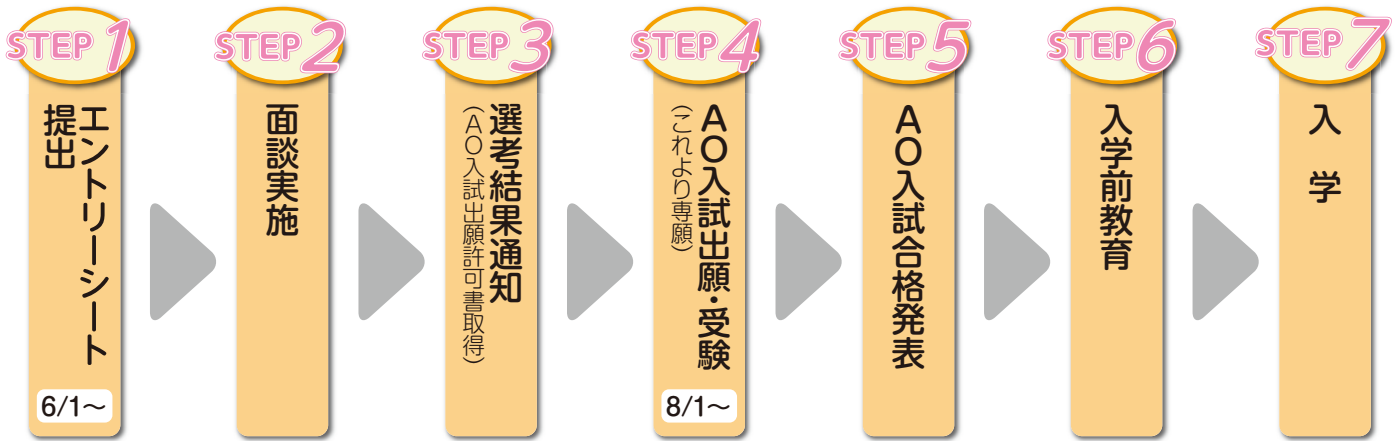 STEP 1
エントリーシート
提出
6/1〜
STEP 2
面談実施
STEP 3
選考結果通知
（AO入試出願許可書取得）
STEP 4
AO入試出願・受験
（これより専願）
8/1〜
STEP 5
AO入試合格発表
STEP 6
入学前教育
STEP 7
入学